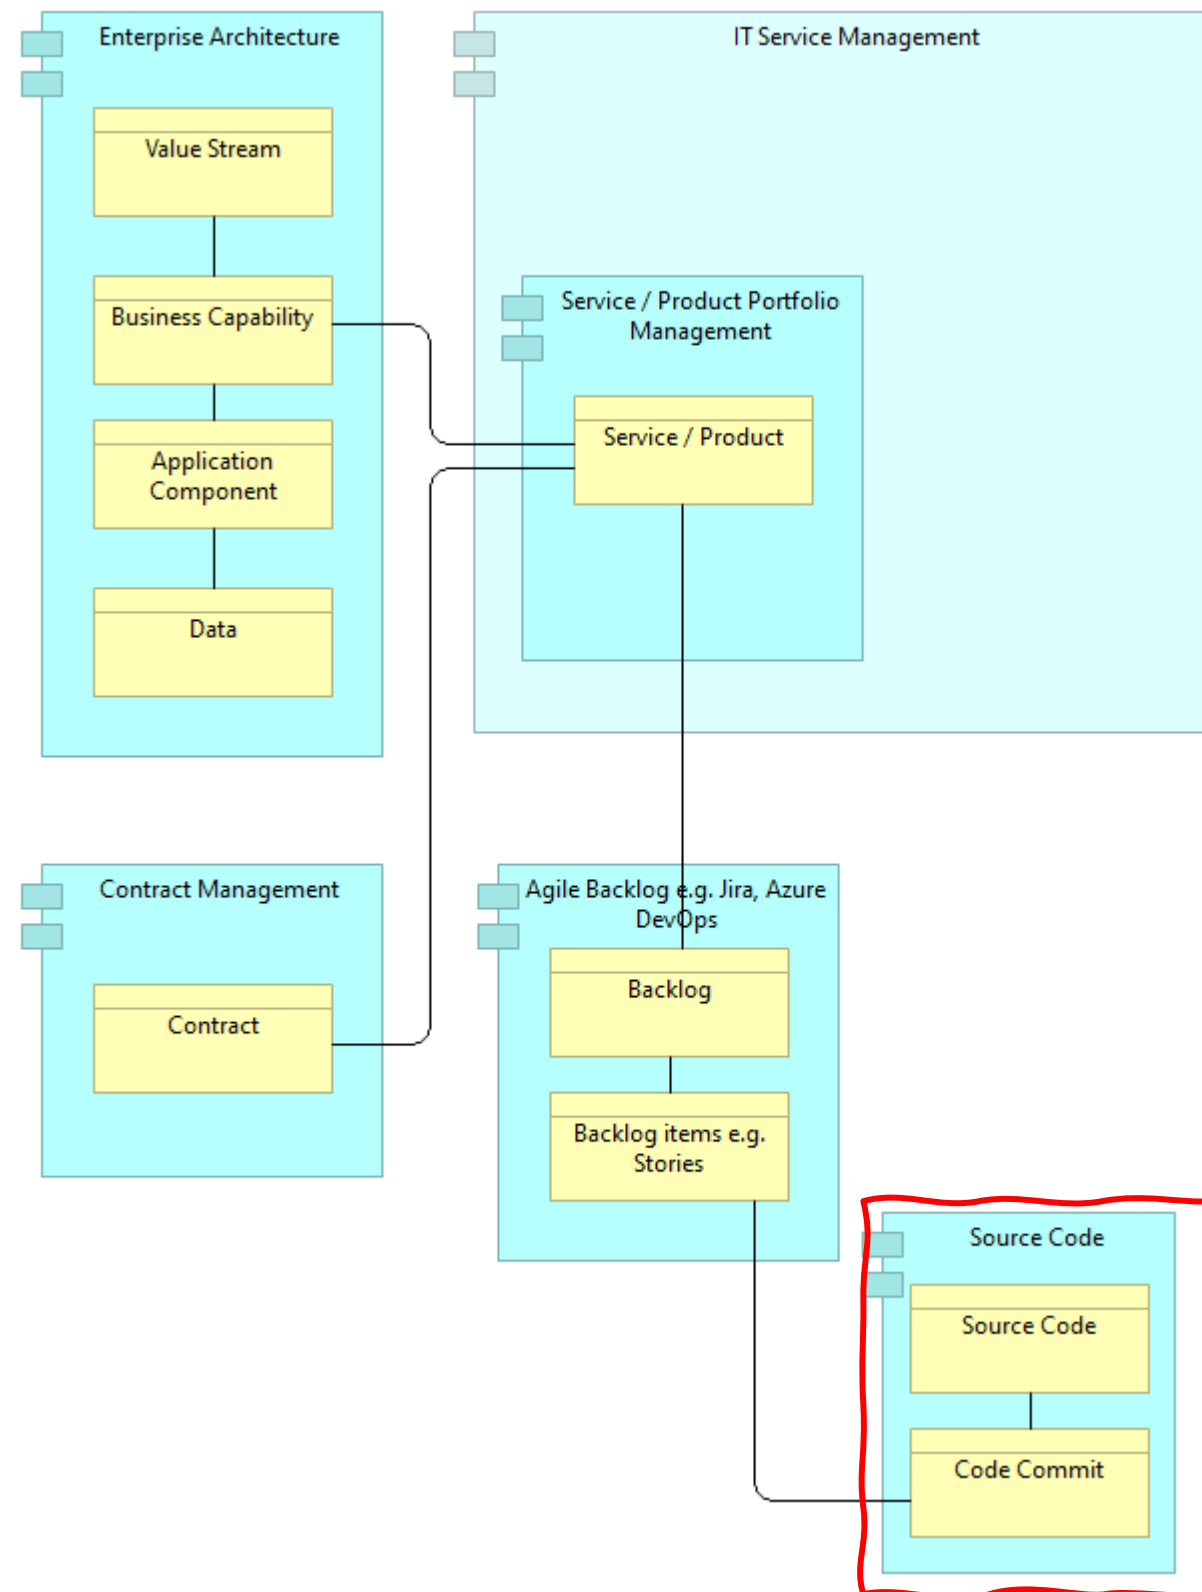 Enterprise Architecture
Value Stream
Business Capability
Application
Component
Data
IT Service Management
Service / Product Portfolio
Management
Service / Product
Contract Management
Contract
Agile Backlog e.g. Jira, Azure
DevOps
Backlog
Backlog items e.g.
Stories
Source Code
Source Code
Code Commit